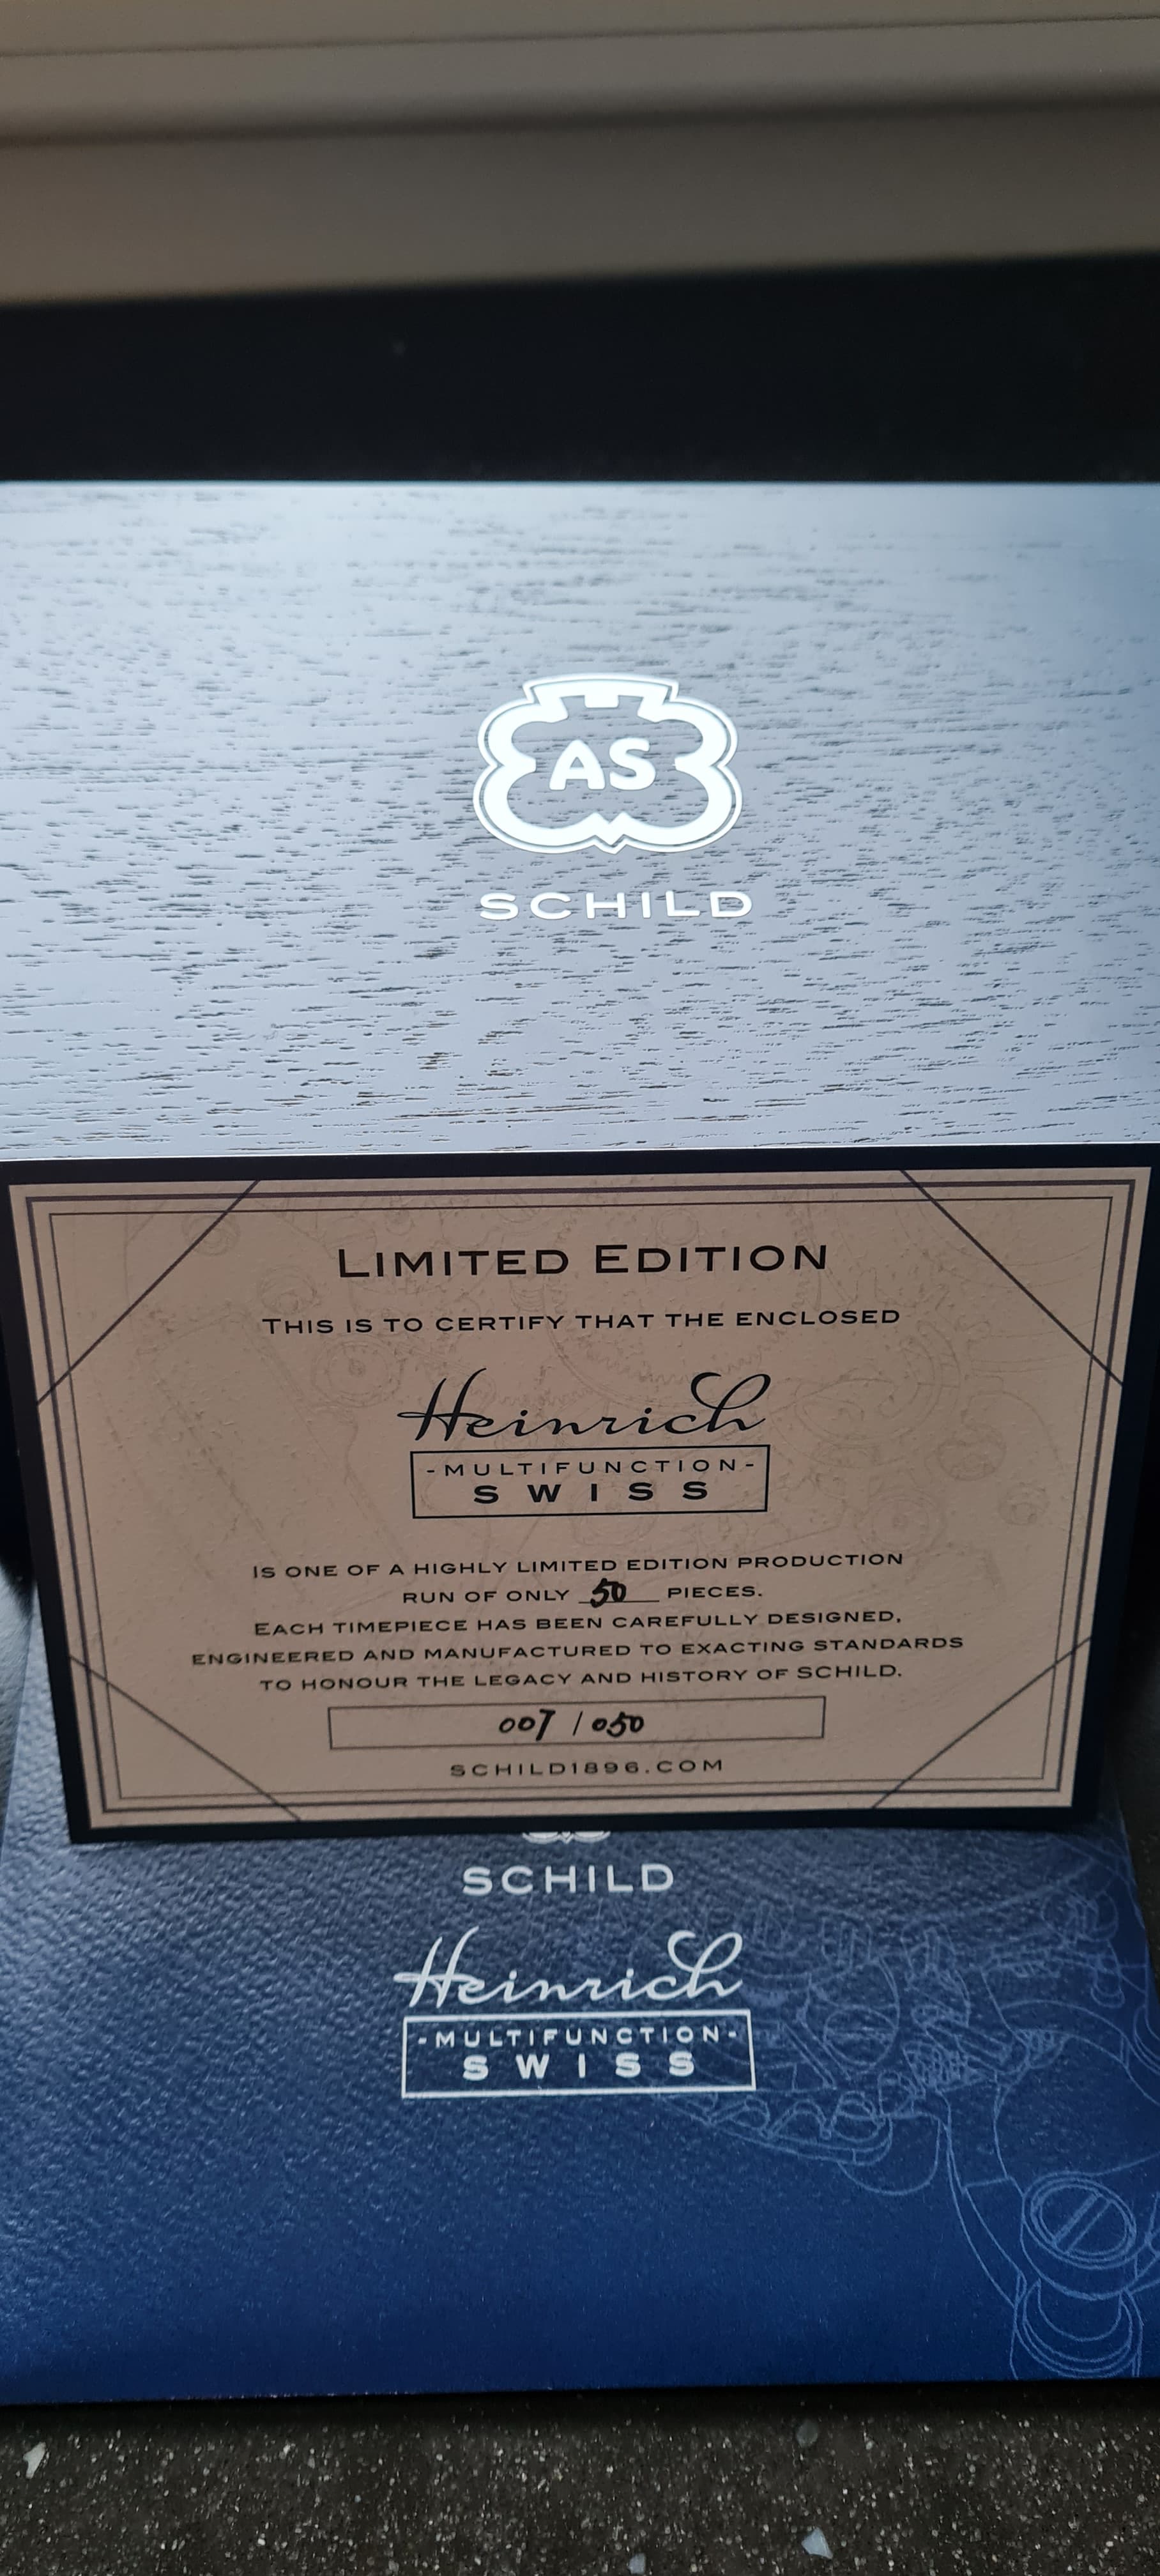 AS
SCHILD
LIMITED EDITION
THIS IS TO CERTIFY THAT THE ENCLOSED
Heinrich
-MULTIFUNCTION-
SWISS
IS ONE OF A HIGHLY LIMITED EDITION PRODUCTION
RUN OF ONLY 50 PIECES.
EACH TIMEPIECE HAS BEEN CAREFULLY DESIGNED,
ENGINEERED AND MANUFACTURED TO EXACTING STANDARDS
TO HONOUR THE LEGACY AND HISTORY OF SCHILD.
007 / 050
SCHILD1896.COM
SCHILD
Heinrich
-MULTIFUNCTION-
SWISS